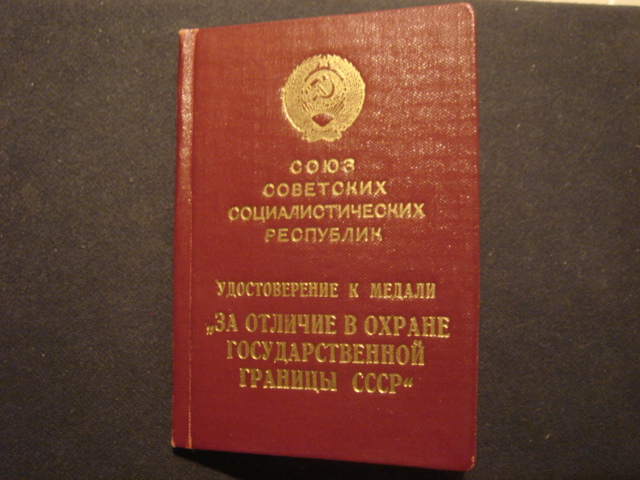 СОЮЗ
СОВЕТСКИХ
СОЦИАЛИСТИЧЕСКИХ
РЕСПУБЛИК
УДОСТОВЕРЕНИЕ К МЕДАЛИ
„ЗА ОТЛИЧИЕ В ОХРАНЕ
ГОСУДАРСТВЕННОЙ
ГРАНИЦЫ СССР“